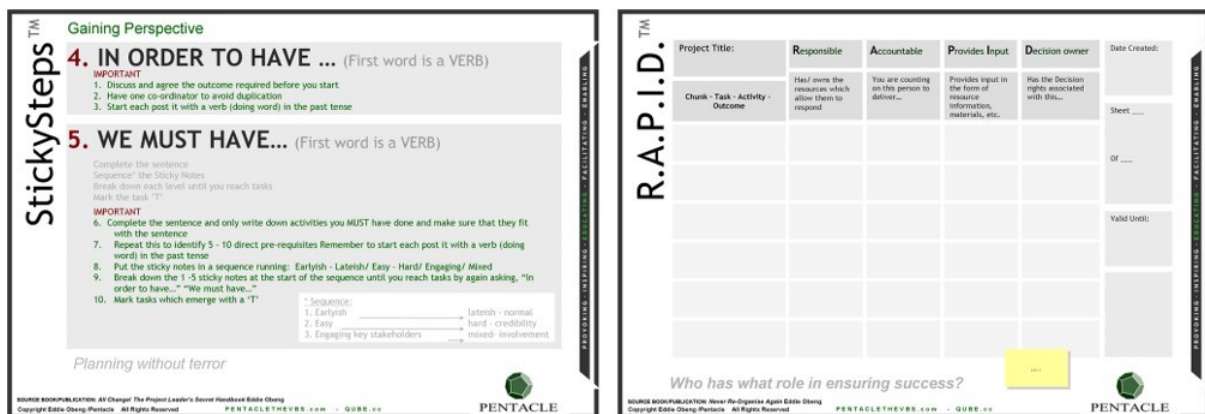 StickySteps™
Gaining Perspective
4. IN ORDER TO HAVE ... (First word is a VERB)
IMPORTANT
1. Discuss and agree the outcome required before you start
2. Have one co-ordinator to avoid duplication
3. Start each post it with a verb (doing word) in the past tense
5. WE MUST HAVE... (First word is a VERB)
Complete the sentence
Sequence* the Sticky Notes
Break down each level until you reach tasks
Mark the task 'T'
IMPORTANT
6. Complete the sentence and only write down activities you MUST have done and make sure that they fit
with the sentence
7. Repeat this to identify 5 - 10 direct pre-requisites Remember to start each post it with a verb (doing
word) in the past tense
8. Put the sticky notes in a sequence running: Earlyish - Lateish/ Easy - Hard/ Engaging/ Mixed
9. Break down the 1 -5 sticky notes at the start of the sequence until you reach tasks by again asking, "In
order to have..." "We must have..."
10. Mark tasks which emerge with a 'T'
* Sequence:
1. Earlyish lateish - normal
2. Easy hard - credibility
3. Engaging key stakeholders mixed- involvement
Planning without terror
SOURCE BOOK/PUBLICATION: All Change! The Project Leader's Secret Handbook Eddie Obeng
Copyright Eddie Obeng /Pentacle All Rights Reserved
PENTACLETHEVBS.com - QUBE.cc
PENTACLE
PROVOKING - INSPIRING - EDUCATING - FACILITATING - ENABLING
R.A.P.I.D.™
Project Title:
Chunk - Task - Activity -
Outcome
Responsible
Has/ owns the
resources which
allow them to
respond
Accountable
You are counting
on this person to
deliver...
Provides Input
Provides input in
the form of
resource
information,
materials, etc.
Decision owner
Has the Decision
rights associated
with this...
Date Created:
Sheet ___
Of ___
Valid Until:
....
Who has what role in ensuring success?
SOURCE BOOK/PUBLICATION: Never Re-Organise Again Eddie Obeng
Copyright Eddie Obeng /Pentacle All Rights Reserved
PENTACLETHEVBS.com - QUBE.cc
PENTACLE
PROVOKING - INSPIRING - EDUCATING - FACILITATING - ENABLING